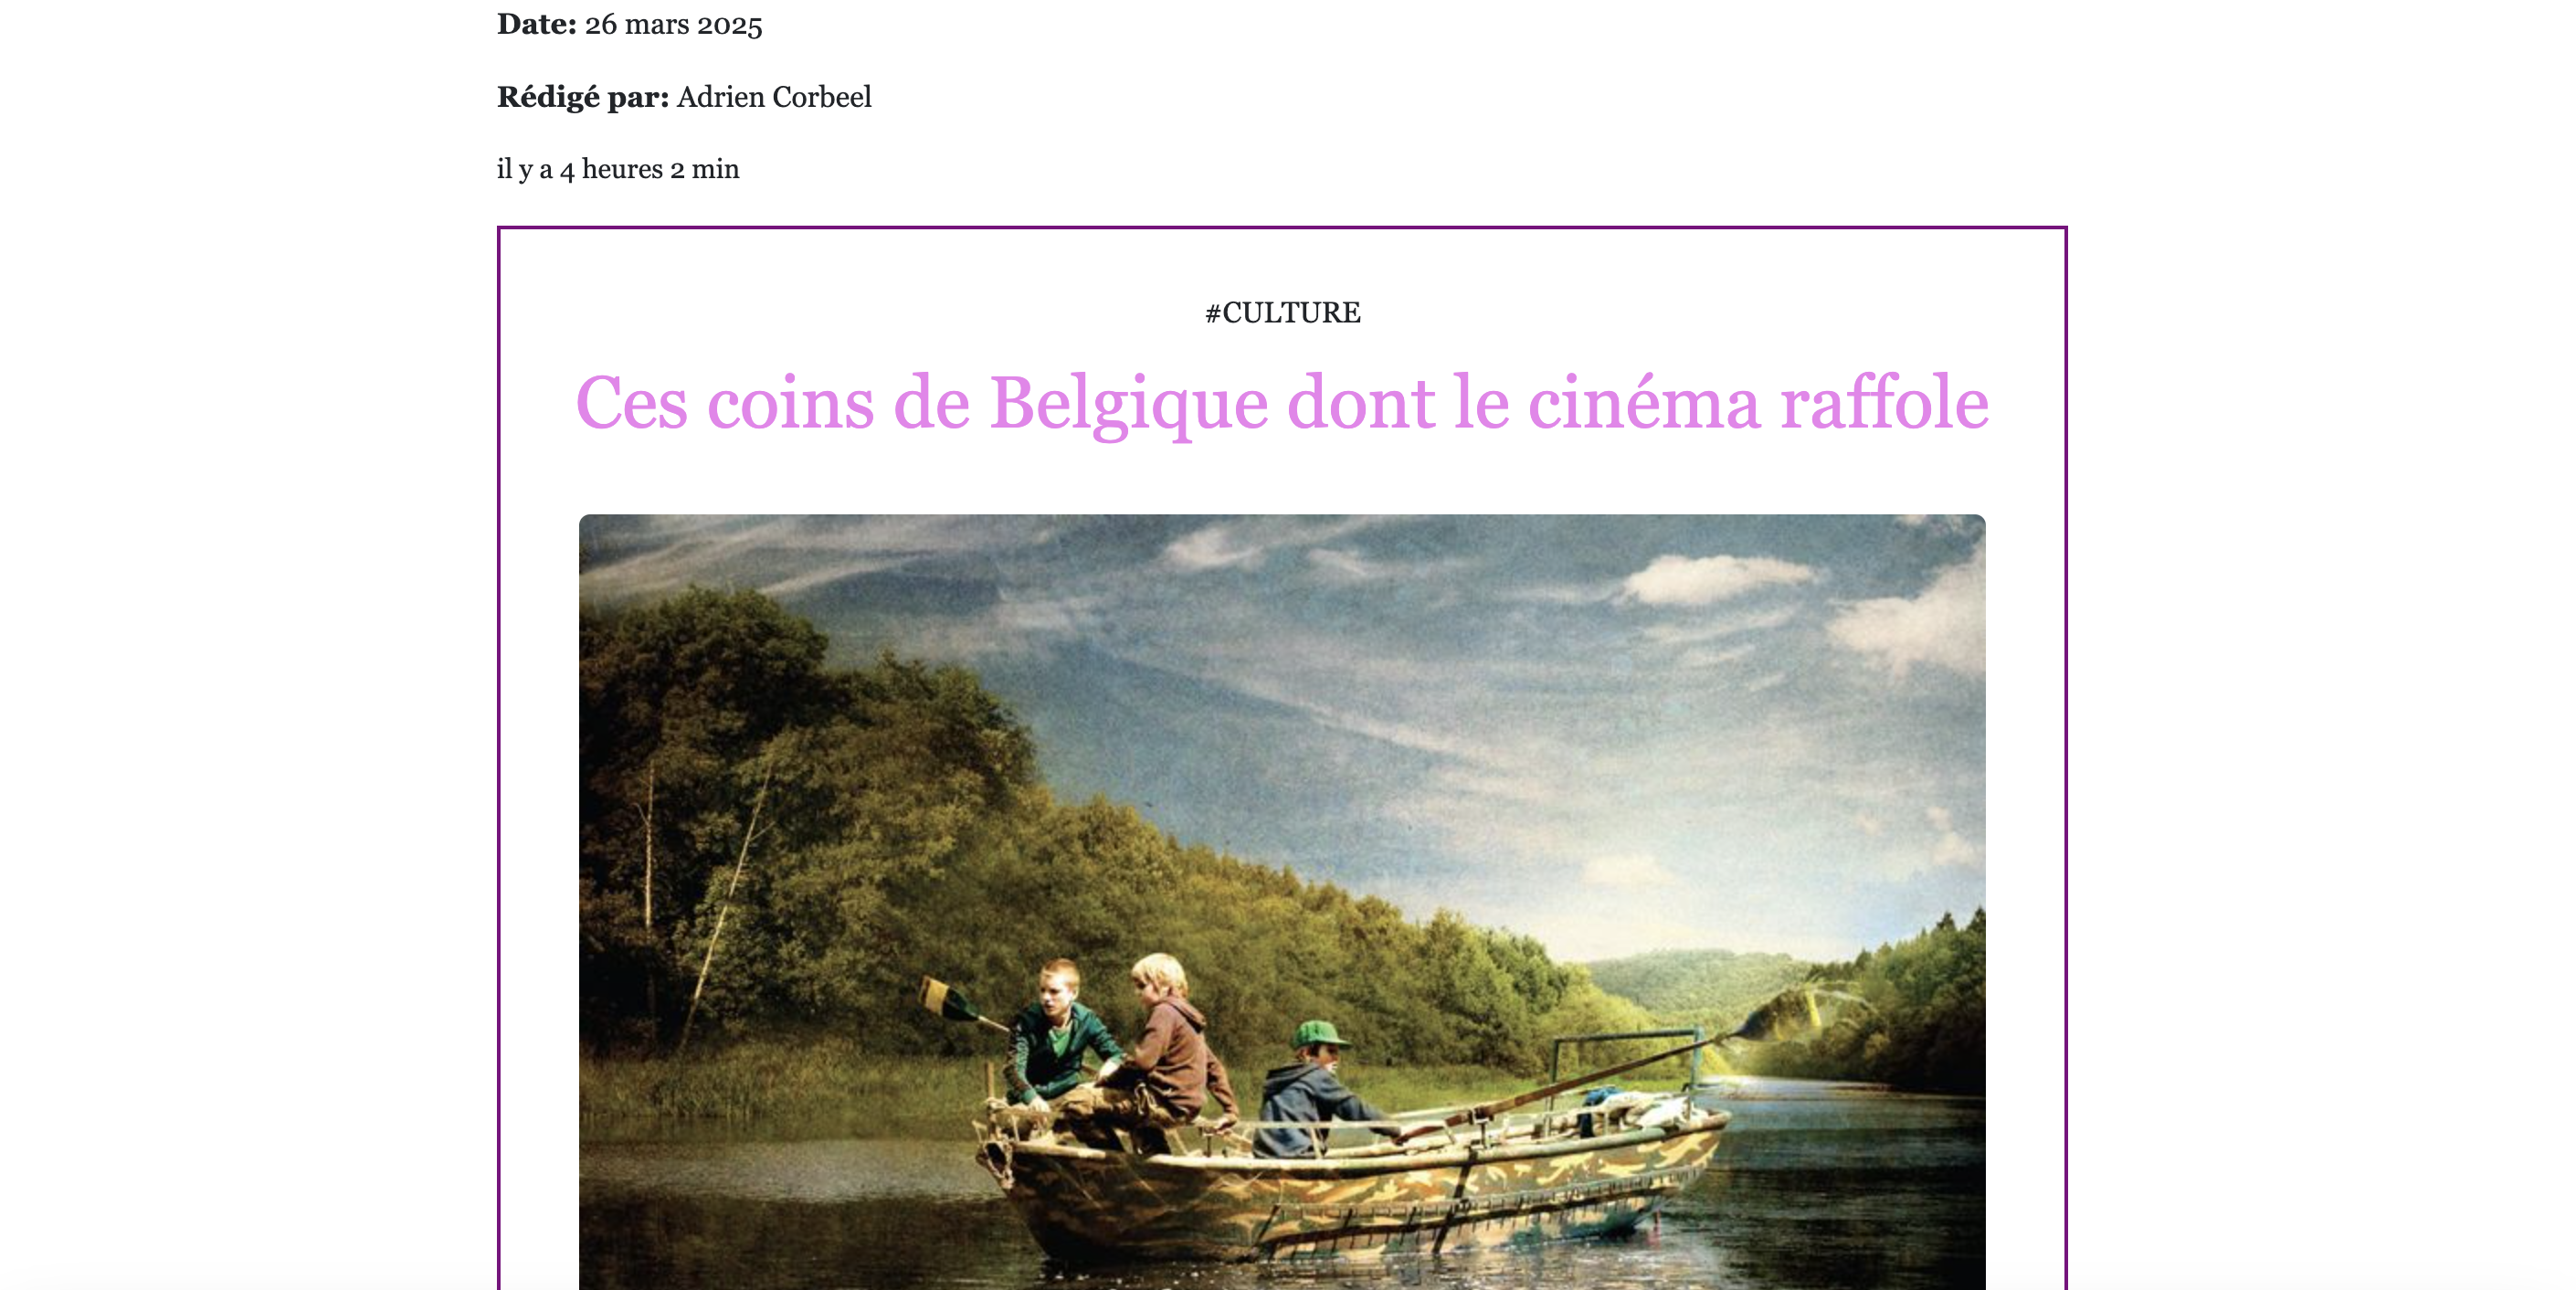 Date: 26 mars 2025
Rédigé par: Adrien Corbeel
il y a 4 heures 2 min
#CULTURE
Ces coins de Belgique dont le cinéma raffole